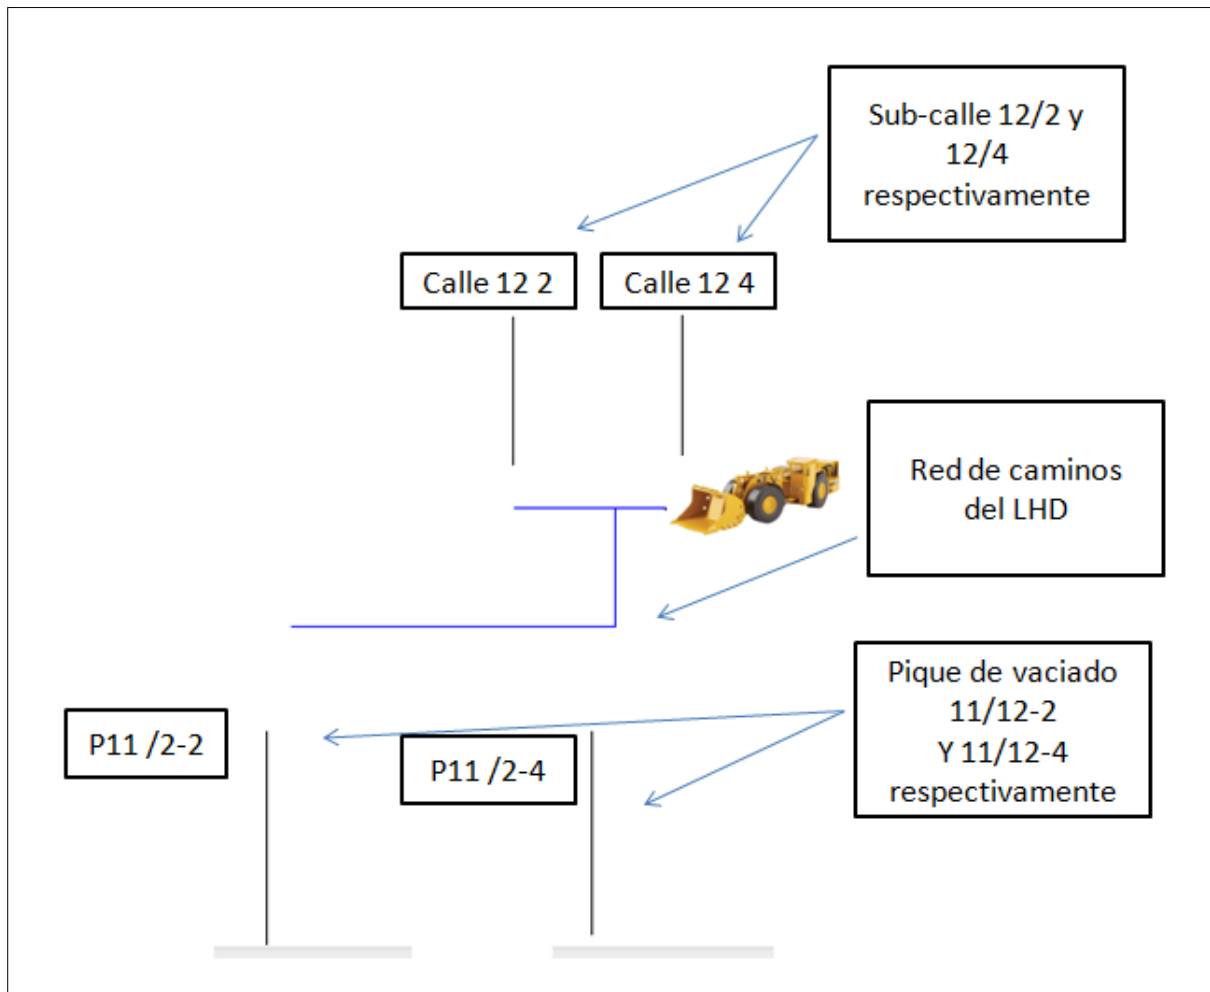 Sub-calle 12/2 y
12/4
respectivamente
Calle 12 2
Calle 12 4
Red de caminos
del LHD
Pique de vaciado
11/12-2
Y 11/12-4
respectivamente
P11 /2-2
P11 /2-4